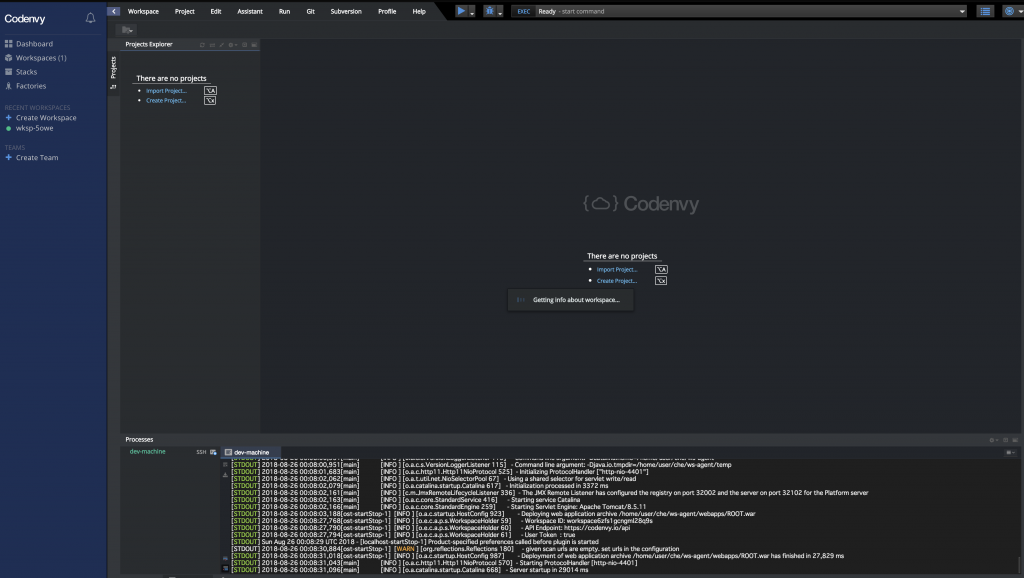 Codenvy
Workspace Project Edit Assistant Run Git Subversion Profile Help
EXEC Ready - start command
Dashboard
Workspaces (1)
Stacks
Factories
RECENT WORKSPACES
Create Workspace
wksp-5owe
TEAMS
Create Team
Projects
Projects Explorer
There are no projects
Import Project... ⌥A
Create Project... ⌥X
{ } Codenvy
There are no projects
Import Project... ⌥A
Create Project... ⌥X
Getting info about workspace...
Processes
dev-machine SSH
dev-machine
[STDOUT] 2018-08-26 00:08:00,951[main] [INFO ] [o.a.c.s.VersionLoggerListener 115] - Command line argument: -Djava.io.tmpdir=/home/user/che/ws-agent/temp
[STDOUT] 2018-08-26 00:08:01,683[main] [INFO ] [o.a.c.http11.Http11NioProtocol 525] - Initializing ProtocolHandler ["http-nio-4401"]
[STDOUT] 2018-08-26 00:08:02,062[main] [INFO ] [o.a.t.util.net.NioSelectorPool 67] - Using a shared selector for servlet write/read
[STDOUT] 2018-08-26 00:08:02,079[main] [INFO ] [o.a.catalina.startup.Catalina 611] - Initialization processed in 3372 ms
[STDOUT] 2018-08-26 00:08:02,161[main] [INFO ] [c.m.JmxRemoteLifecycleListener 336] - The JMX Remote Listener has configured the registry on port 32002 and the server on port 32102 for the Platform server
[STDOUT] 2018-08-26 00:08:02,163[main] [INFO ] [o.a.c.core.StandardService 416] - Starting service Catalina
[STDOUT] 2018-08-26 00:08:02,166[main] [INFO ] [o.a.c.core.StandardEngine 259] - Starting Servlet Engine: Apache Tomcat/8.5.11
[STDOUT] 2018-08-26 00:08:03,188[ost-startStop-1] [INFO ] [o.a.c.startup.HostConfig 923] - Deploying web application archive /home/user/che/ws-agent/webapps/ROOT.war
[STDOUT] 2018-08-26 00:08:27,768[ost-startStop-1] [INFO ] [o.e.c.a.p.s.WorkspaceHolder 59] - Workspace ID: workspace6zfs1gcngmlz8q9s
[STDOUT] 2018-08-26 00:08:27,790[ost-startStop-1] [INFO ] [o.e.c.a.p.s.WorkspaceHolder 60] - API Endpoint: https://codenvy.io/api
[STDOUT] 2018-08-26 00:08:27,794[ost-startStop-1] [INFO ] [o.e.c.a.p.s.WorkspaceHolder 61] - User Token : true
[STDOUT] Sun Aug 26 00:08:29 UTC 2018 - [localhost-startStop-1] Product-specified preferences called before plugin is started
[STDOUT] 2018-08-26 00:08:30,884[ost-startStop-1] [WARN ] [org.reflections.Reflections 180] - given scan urls are empty. set urls in the configuration
[STDOUT] 2018-08-26 00:08:31,018[ost-startStop-1] [INFO ] [o.a.c.startup.HostConfig 987] - Deployment of web application archive /home/user/che/ws-agent/webapps/ROOT.war has finished in 27,829 ms
[STDOUT] 2018-08-26 00:08:31,043[main] [INFO ] [o.a.c.http11.Http11NioProtocol 570] - Starting ProtocolHandler [http-nio-4401]
[STDOUT] 2018-08-26 00:08:31,096[main] [INFO ] [o.a.catalina.startup.Catalina 668] - Server startup in 29014 ms